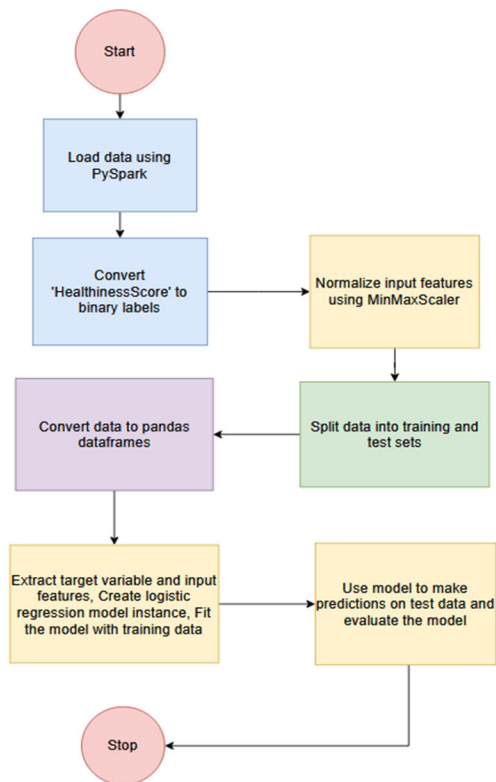 Start
Load data using
PySpark
Convert
'HealthinessScore' to
binary labels
Normalize input features
using MinMaxScaler
Split data into training and
test sets
Convert data to pandas
dataframes
Extract target variable and input
features, Create logistic
regression model instance, Fit
the model with training data
Use model to make
predictions on test data and
evaluate the model
Stop